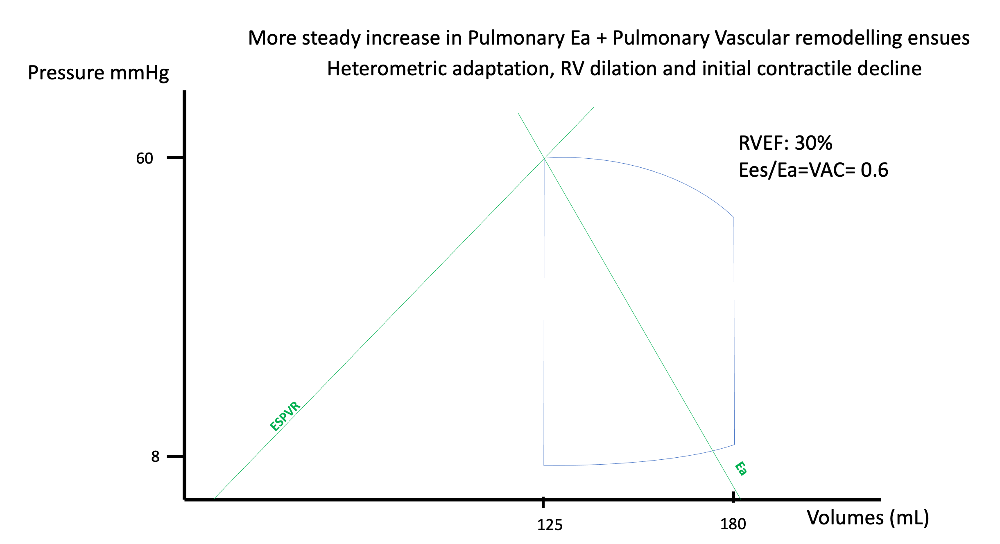 More steady increase in Pulmonary Ea + Pulmonary Vascular remodelling ensues
Heterometric adaptation, RV dilation and initial contractile decline
Pressure mmHg
RVEF: 30%
Ees/Ea=VAC= 0.6
60
ESPVR
8
Ea
125
180
Volumes (mL)